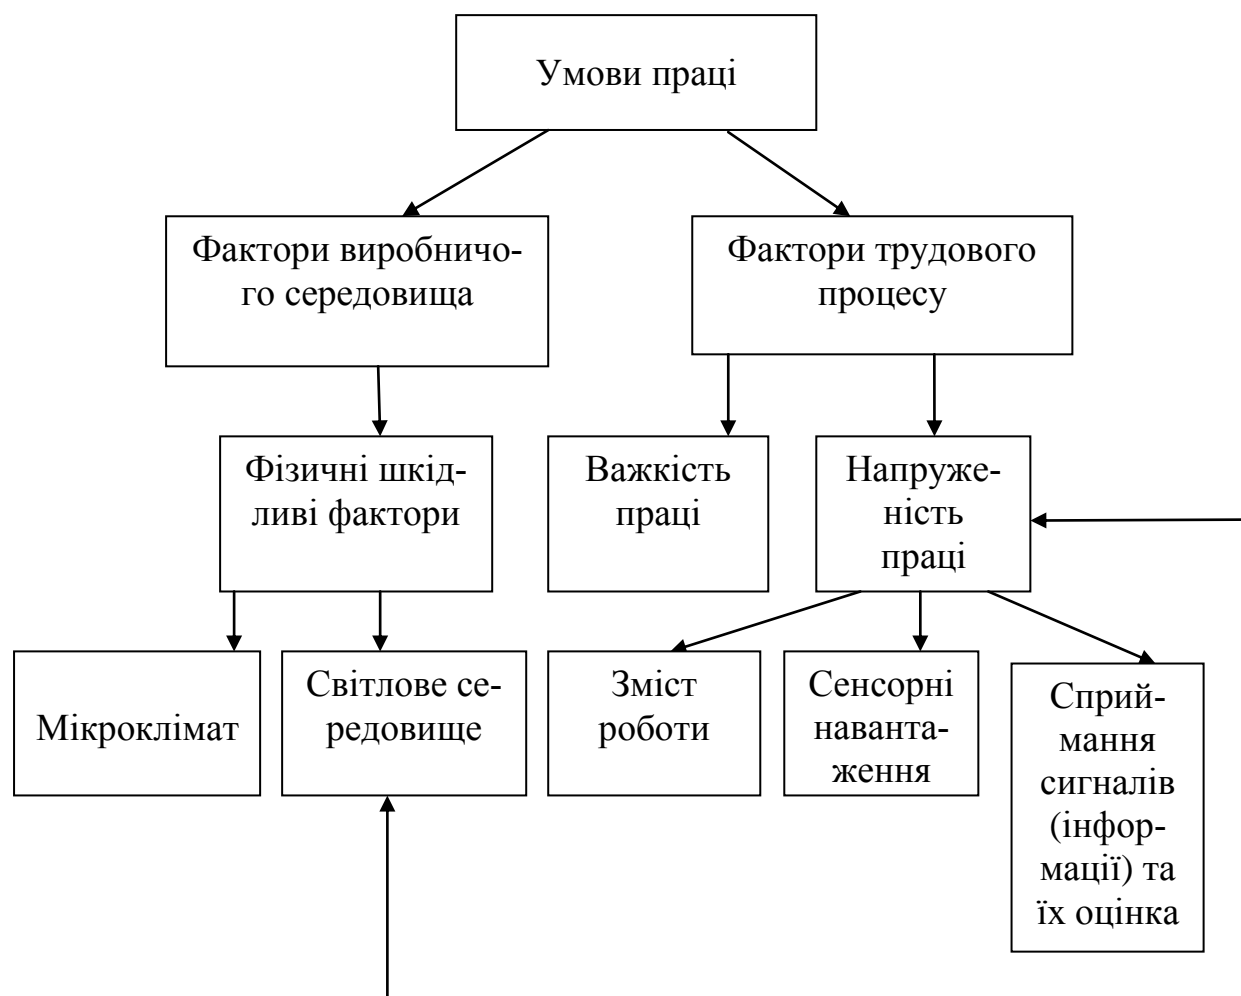 Умови праці
Фактори виробничо-
го середовища
Фактори трудового
процесу
Фізичні шкід-
ливі фактори
Важкість
праці
Напруже-
ність
праці
Мікроклімат
Світлове се-
редовище
Зміст
роботи
Сенсорні
наванта-
ження
Сприй-
мання
сигналів
(інфор-
мації) та
їх оцінка